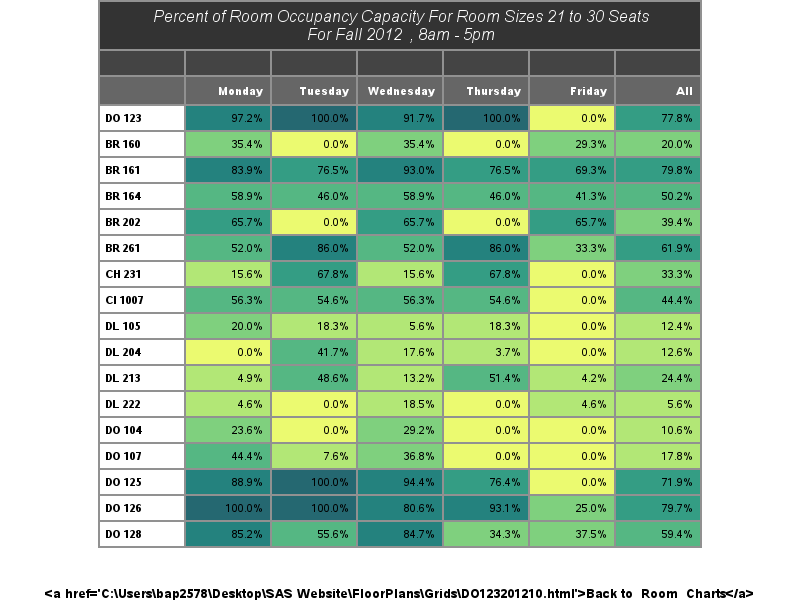 Percent of Room Occupancy Capacity For Room Sizes 21 to 30 Seats
For Fall 2012 , 8am - 5pm
Monday Tuesday Wednesday Thursday Friday All
DO 123 97.2% 100.0% 91.7% 100.0% 0.0% 77.8%
BR 160 35.4% 0.0% 35.4% 0.0% 29.3% 20.0%
BR 161 83.9% 76.5% 93.0% 76.5% 69.3% 79.8%
BR 164 58.9% 46.0% 58.9% 46.0% 41.3% 50.2%
BR 202 65.7% 0.0% 65.7% 0.0% 65.7% 39.4%
BR 261 52.0% 86.0% 52.0% 86.0% 33.3% 61.9%
CH 231 15.6% 67.8% 15.6% 67.8% 0.0% 33.3%
CI 1007 56.3% 54.6% 56.3% 54.6% 0.0% 44.4%
DL 105 20.0% 18.3% 5.6% 18.3% 0.0% 12.4%
DL 204 0.0% 41.7% 17.6% 3.7% 0.0% 12.6%
DL 213 4.9% 48.6% 13.2% 51.4% 4.2% 24.4%
DL 222 4.6% 0.0% 18.5% 0.0% 4.6% 5.6%
DO 104 23.6% 0.0% 29.2% 0.0% 0.0% 10.6%
DO 107 44.4% 7.6% 36.8% 0.0% 0.0% 17.8%
DO 125 88.9% 100.0% 94.4% 76.4% 0.0% 71.9%
DO 126 100.0% 100.0% 80.6% 93.1% 25.0% 79.7%
DO 128 85.2% 55.6% 84.7% 34.3% 37.5% 59.4%
<a href='C:\Users\bap2578\Desktop\SAS Website\FloorPlans\Grids\DO123201210.html'>Back to Room Charts</a>